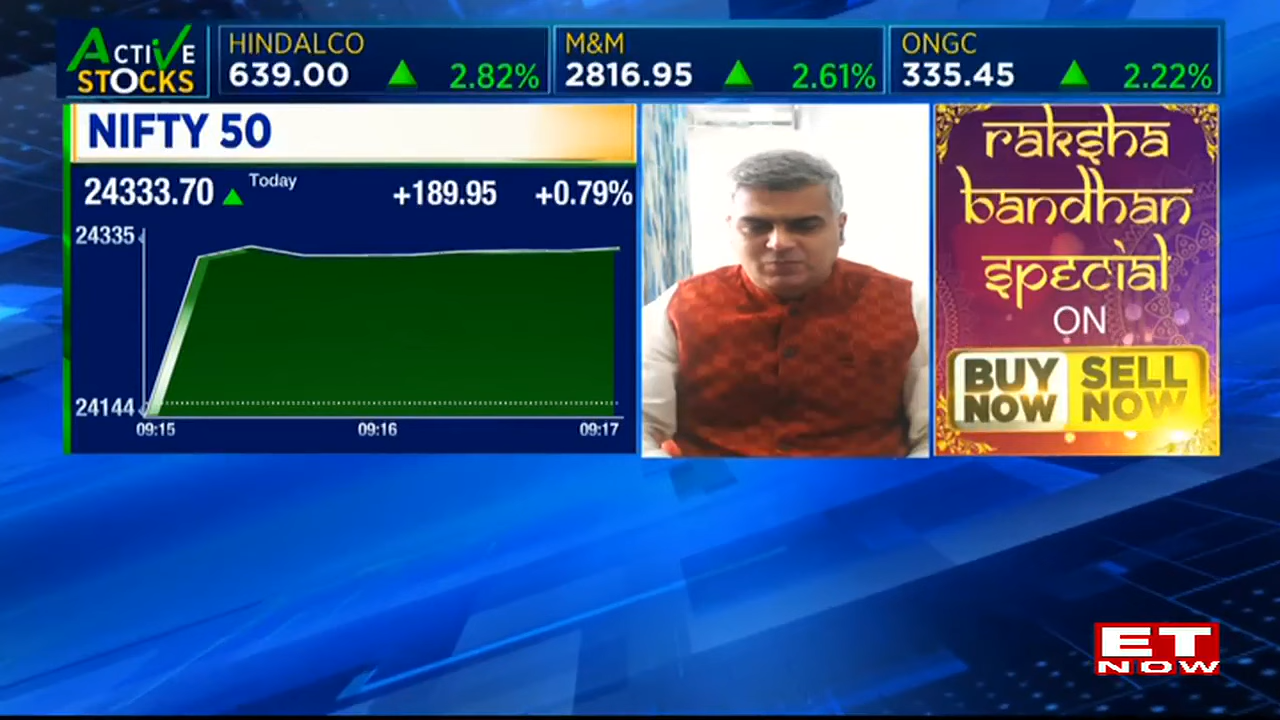 ACTIVE
STOCKS
HINDALCO
639.00 ▲ 2.82%
M&M
2816.95 ▲ 2.61%
ONGC
335.45 ▲ 2.22%
NIFTY 50
24333.70 ▲ Today +189.95 +0.79%
24335
24144
09:15 09:16 09:17
raksha
bandhan
special
ON
BUY
NOW
SELL
NOW
ET
NOW